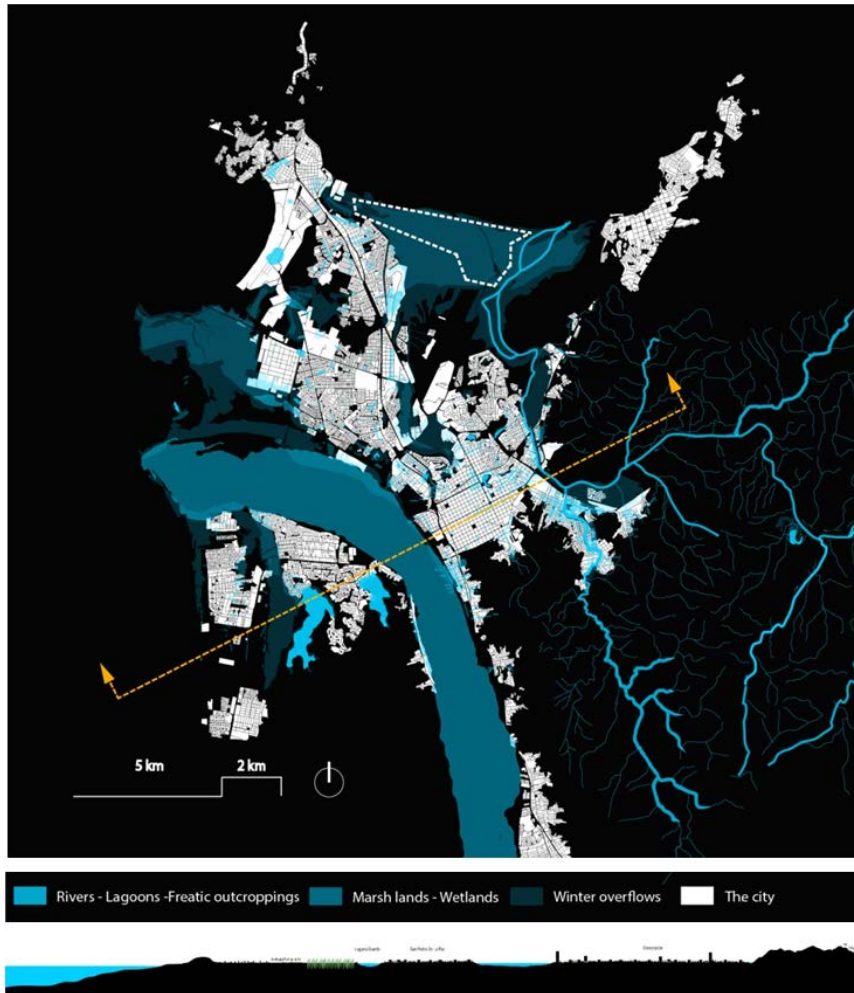 5 km
2 km
Rivers - Lagoons -Freatic outcroppings
Marsh lands - Wetlands
Winter overflows
The city